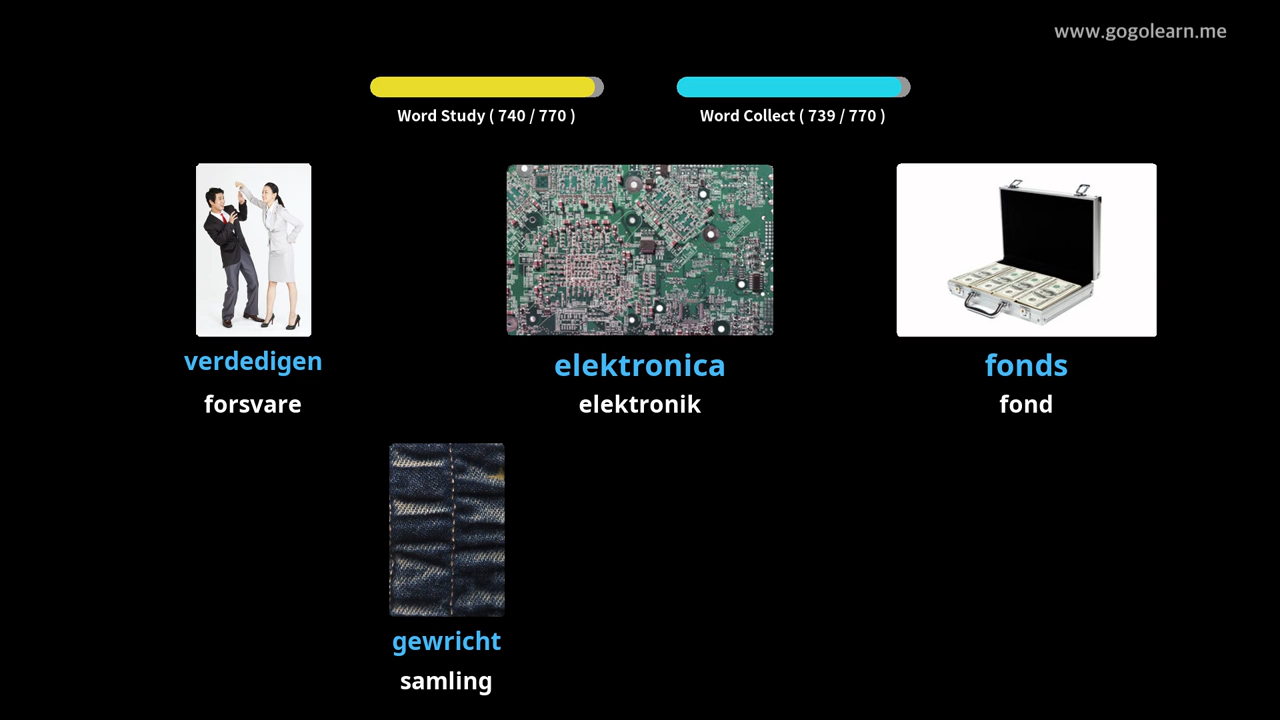 www.gogolearn.me
Word Study ( 740 / 770 )
Word Collect ( 739 / 770 )
verdedigen
forsvare
elektronica
elektronik
fonds
fond
gewricht
samling